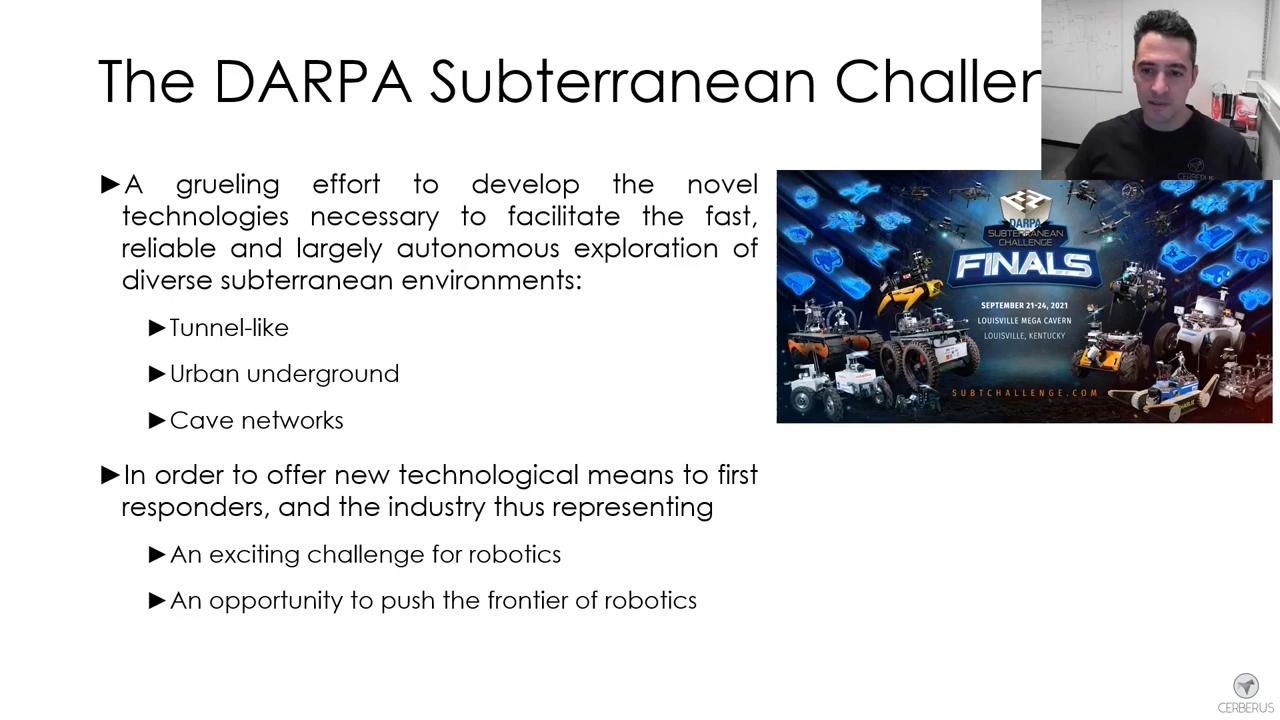 The DARPA Subterranean Challen
►A grueling effort to develop the novel
technologies necessary to facilitate the fast,
reliable and largely autonomous exploration of
diverse subterranean environments:
►Tunnel-like
►Urban underground
►Cave networks
►In order to offer new technological means to first
responders, and the industry thus representing
►An exciting challenge for robotics
►An opportunity to push the frontier of robotics
DARPA
SUBTERRANEAN
CHALLENGE
FINALS
SEPTEMBER 21-24, 2021
LOUISVILLE MEGA CAVERN
LOUISVILLE, KENTUCKY
SUBTCHALLENGE.COM
CERBERUS